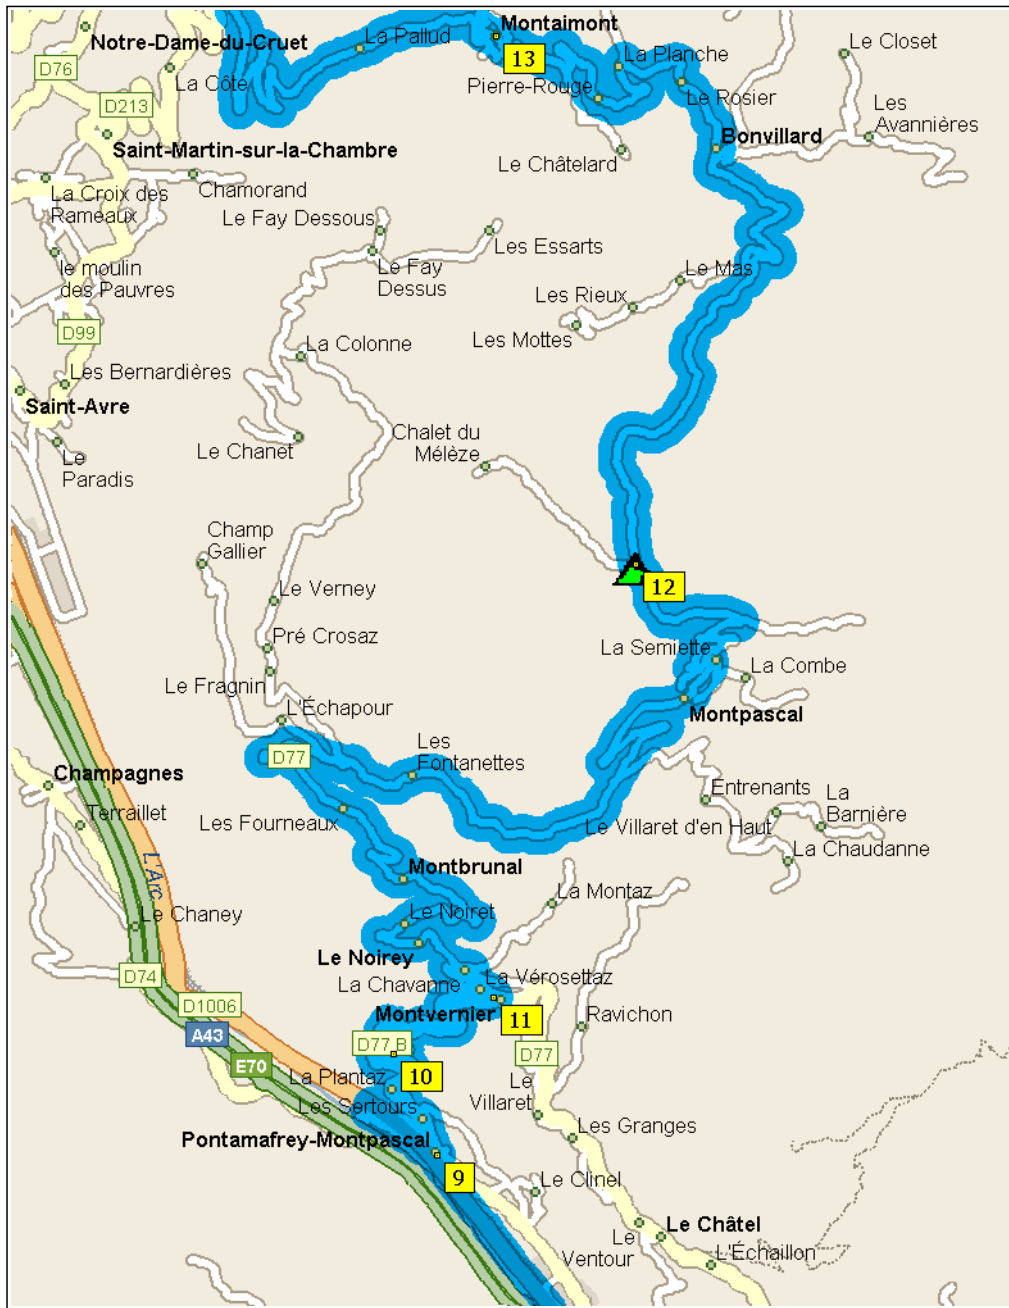 Montaimont
Notre-Dame-du-Cruet
La Pallud
Le Closet
13
La Planche
D76
La Côte
Pierre-Rouge
Le Rosier
D213
Les
Avannières
Bonvillard
Saint-Martin-sur-la-Chambre
Le Châtelard
La Croix des
Rameaux
Chamorand
Le Fay Dessous
Les Essarts
le moulin
des Pauvres
Le Fay
Dessus
Le Mas
Les Rieux
D99
La Colonne
Les Mottes
Les Bernardières
Saint-Avre
Chalet du
Mélèze
Le Chanet
Le
Paradis
Champ
Gallier
12
Le Verney
Pré Crosaz
La Semiette
La Combe
Le Fragnin
L'Échapour
Montpascal
D77
Les
Fontanettes
Champagnes
Entrenants
La
Barnière
Terraillet
Les Fourneaux
Le Villaret d'en Haut
L'Arc
Montbrunal
La Chaudanne
La Montaz
Le Chaney
Le Noiret
Le Noirey
D74
La Chavanne
La Vérosettaz
D1006
Montvernier
11
Ravichon
A43
D77 B
D77
E70
10
La Plantaz
Le
Villaret
Les Sertours
Les Granges
Pontamafrey-Montpascal
9
Le Clinel
Le Châtel
Le
Ventour
L'Échaillon